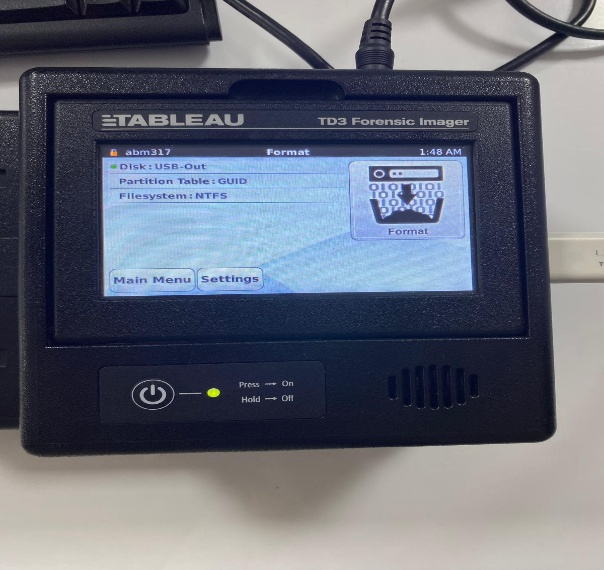 TABLEAU
TD3 Forensic Imager
abm317 Format 1:48 AM
Disk: USB-Out
Partition Table: GUID
Filesystem: NTFS
Format
Main Menu Settings
Press → On
Hold → Off